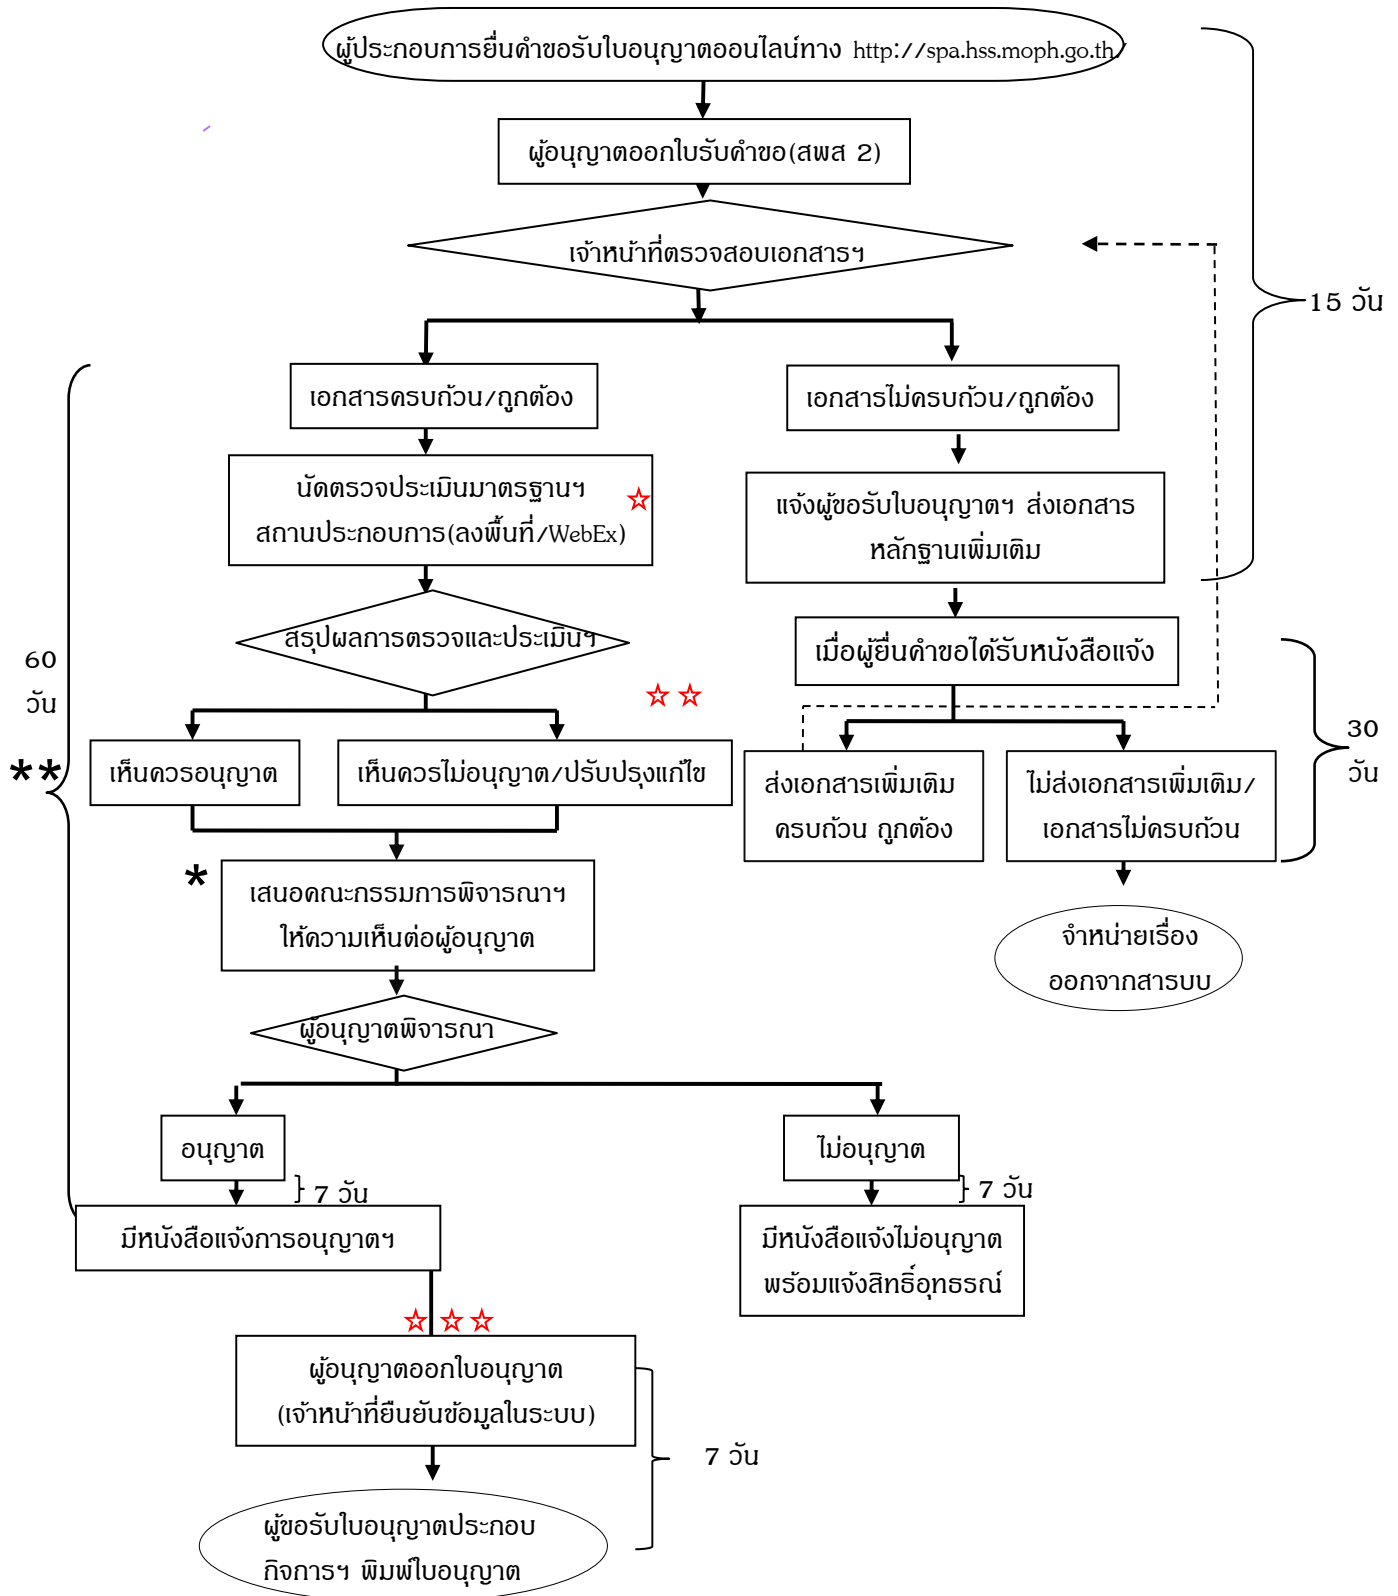 ผู้ประกอบการยื่นคำขอรับใบอนุญาตออนไลน์ทาง http://spa.hss.moph.go.th/
ผู้อนุญาตออกใบรับคำขอ(สพส 2)
เจ้าหน้าที่ตรวจสอบเอกสารฯ
15 วัน
เอกสารครบถ้วน/ถูกต้อง
เอกสารไม่ครบถ้วน/ถูกต้อง
นัดตรวจประเมินมาตรฐานฯ
สถานประกอบการ(ลงพื้นที่/WebEx)
แจ้งผู้ขอรับใบอนุญาตฯ ส่งเอกสาร
หลักฐานเพิ่มเติม
สรุปผลการตรวจและประเมินฯ
เมื่อผู้ยื่นคำขอได้รับหนังสือแจ้ง
60
วัน
**
เห็นควรอนุญาต
เห็นควรไม่อนุญาต/ปรับปรุงแก้ไข
ส่งเอกสารเพิ่มเติม
ครบถ้วน ถูกต้อง
ไม่ส่งเอกสารเพิ่มเติม/
เอกสารไม่ครบถ้วน
30
วัน
*
เสนอคณะกรรมการพิจารณาฯ
ให้ความเห็นต่อผู้อนุญาต
จำหน่ายเรื่อง
ออกจากสารบบ
ผู้อนุญาตพิจารณา
อนุญาต
ไม่อนุญาต
7 วัน
7 วัน
มีหนังสือแจ้งการอนุญาตฯ
มีหนังสือแจ้งไม่อนุญาต
พร้อมแจ้งสิทธิ์อุทธรณ์
ผู้อนุญาตออกใบอนุญาต
(เจ้าหน้าที่ยืนยันข้อมูลในระบบ)
7 วัน
ผู้ขอรับใบอนุญาตประกอบ
กิจการฯ พิมพ์ใบอนุญาต